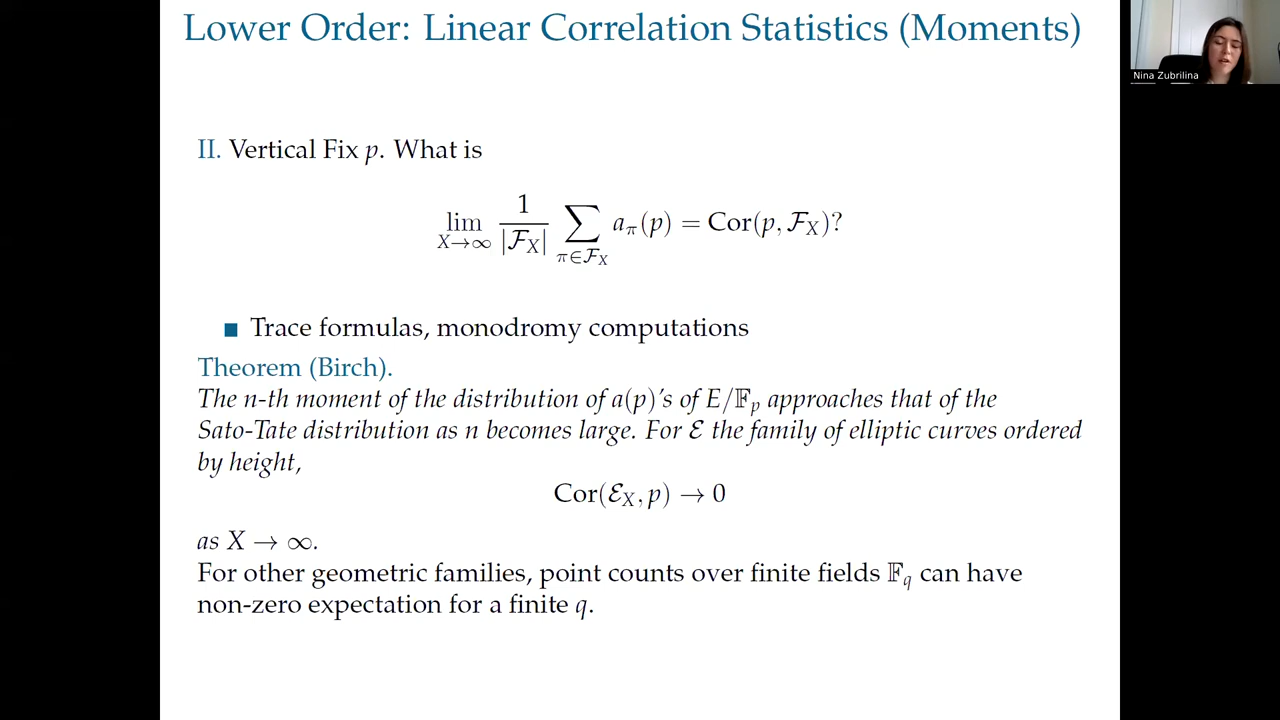 Lower Order: Linear Correlation Statistics (Moments)
Nina Zubrilina
II. Vertical Fix p. What is
lim_{X→∞} 1/|ℱ_X| ∑_{π∈ℱ_X} a_π(p) = Cor(p, ℱ_X)?
■ Trace formulas, monodromy computations
Theorem (Birch).
The n-th moment of the distribution of a(p)'s of E/𝔽_p approaches that of the
Sato-Tate distribution as n becomes large. For ℰ the family of elliptic curves ordered
by height,
Cor(ℰ_X, p) → 0
as X → ∞.
For other geometric families, point counts over finite fields 𝔽_q can have
non-zero expectation for a finite q.